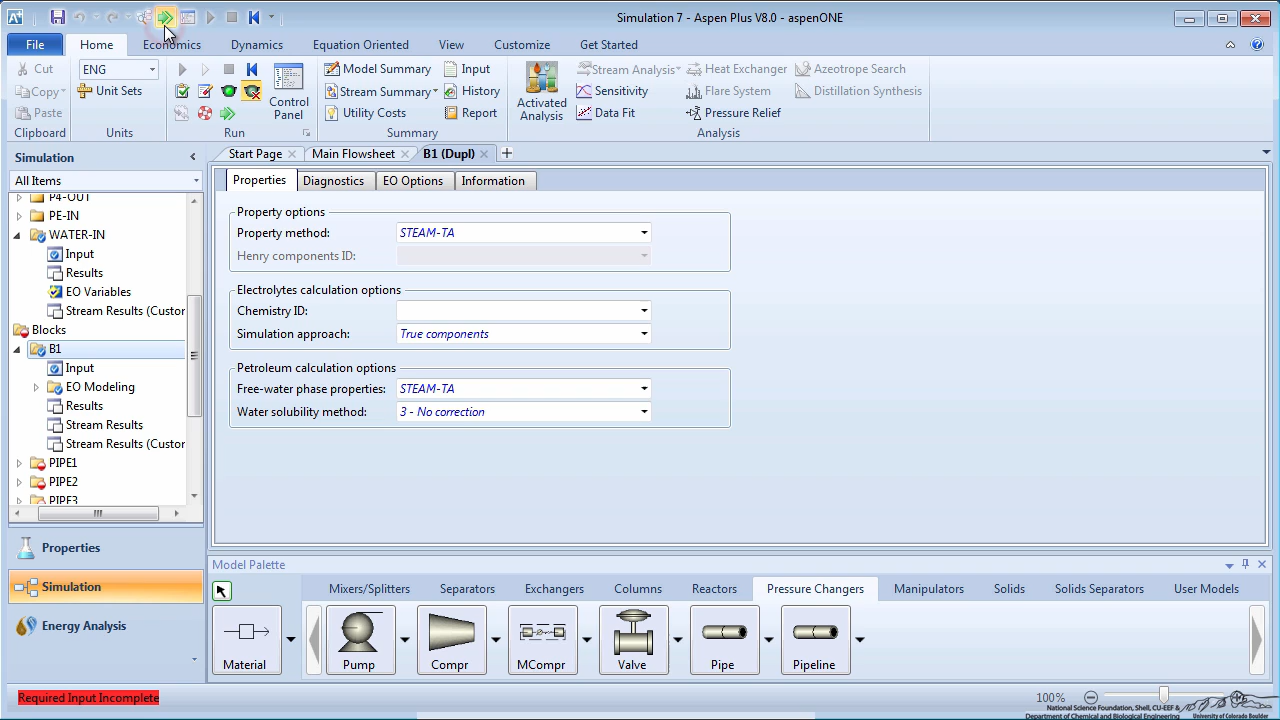 Simulation 7 - Aspen Plus V8.0 - aspenONE
File Home Economics Dynamics Equation Oriented View Customize Get Started
Cut ENG Model Summary Input Stream Analysis Heat Exchanger Azeotrope Search
Copy Unit Sets Control Panel Stream Summary History Activated Analysis Sensitivity Flare System Distillation Synthesis
Paste Utility Costs Report Data Fit Pressure Relief
Clipboard Units Run Summary Analysis
Simulation
All Items
P4-OUT
PE-IN
WATER-IN
Input
Results
EO Variables
Stream Results (Custor
Blocks
B1
Input
EO Modeling
Results
Stream Results
Stream Results (Custor
PIPE1
PIPE2
PIPE3
Properties
Simulation
Energy Analysis
Start Page Main Flowsheet B1 (Dupl) +
Properties Diagnostics EO Options Information
Property options
Property method: STEAM-TA
Henry components ID:
Electrolytes calculation options
Chemistry ID:
Simulation approach: True components
Petroleum calculation options
Free-water phase properties: STEAM-TA
Water solubility method: 3 - No correction
Model Palette
Mixers/Splitters Separators Exchangers Columns Reactors Pressure Changers Manipulators Solids Solids Separators User Models
Material Pump Compr MCompr Valve Pipe Pipeline
Required Input Incomplete 100%
National Science Foundation, Shell, CU-EEF &
Department of Chemical and Biological Engineering University of Colorado Boulder